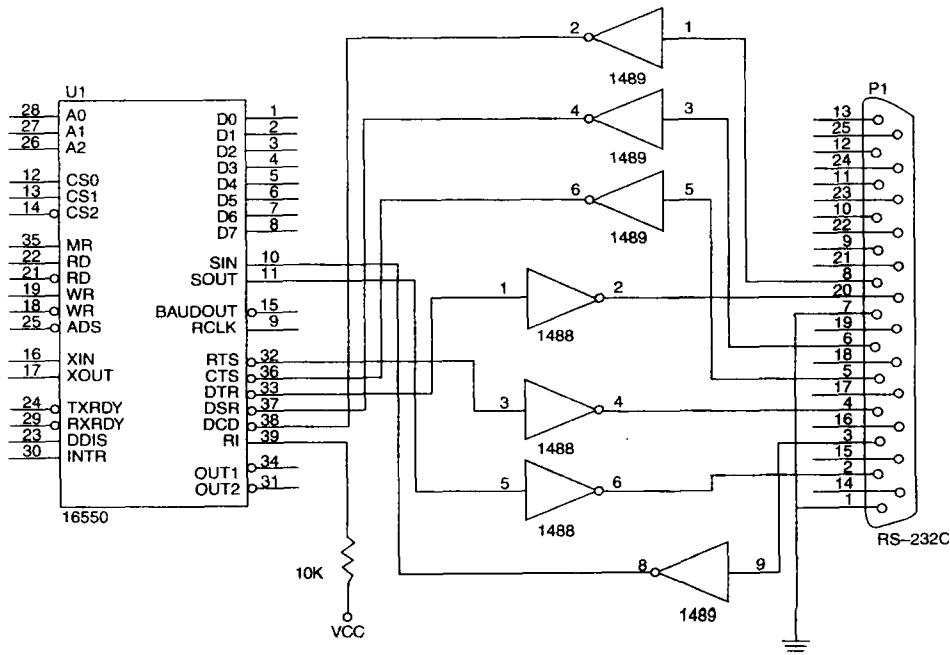 U1
28 A0
27 A1
26 A2
12 CS0
13 CS1
14 CS2
35 MR
22 RD
21 RD
19 WR
18 WR
25 ADS
16 XIN
17 XOUT
24 TXRDY
29 RXRDY
23 DDIS
30 INTR
D0 1
D1 2
D2 3
D3 4
D4 5
D5 6
D6 7
D7 8
SIN 10
SOUT 11
BAUDOUT 15
RCLK 9
RTS 32
CTS 36
DTR 33
DSR 37
DCD 38
RI 39
OUT1 34
OUT2 31
16550
10K
VCC
2 1
1489
4 3
1489
6 5
1489
1 2
1488
3 4
1488
5 6
1488
8 9
1489
P1
13
25
12
24
11
23
10
22
9
21
8
20
7
19
6
18
5
17
4
16
3
15
2
14
1
RS-232C